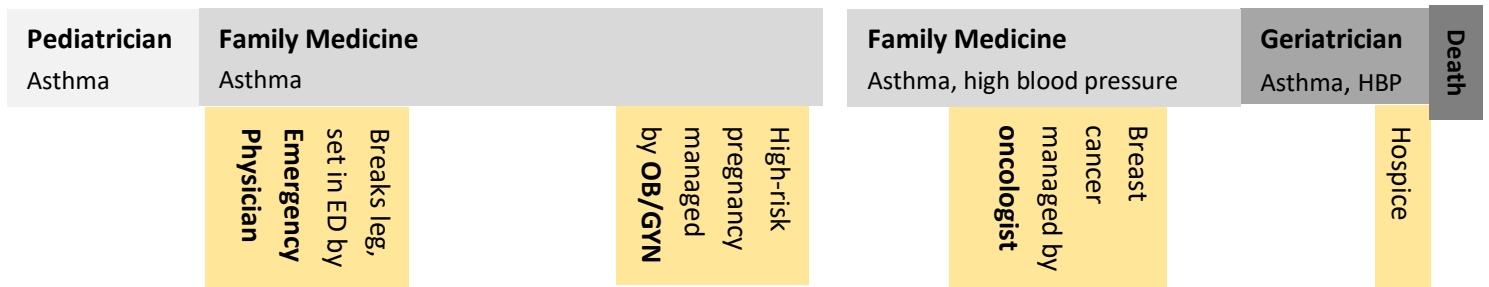 Pediatrician
Asthma
Family Medicine
Asthma
Family Medicine
Asthma, high blood pressure
Geriatrician
Asthma, HBP
Death
Breaks leg,
set in ED by
Emergency
Physician
High-risk
pregnancy
managed
by OB/GYN
Breast
cancer
managed by
oncologist
Hospice